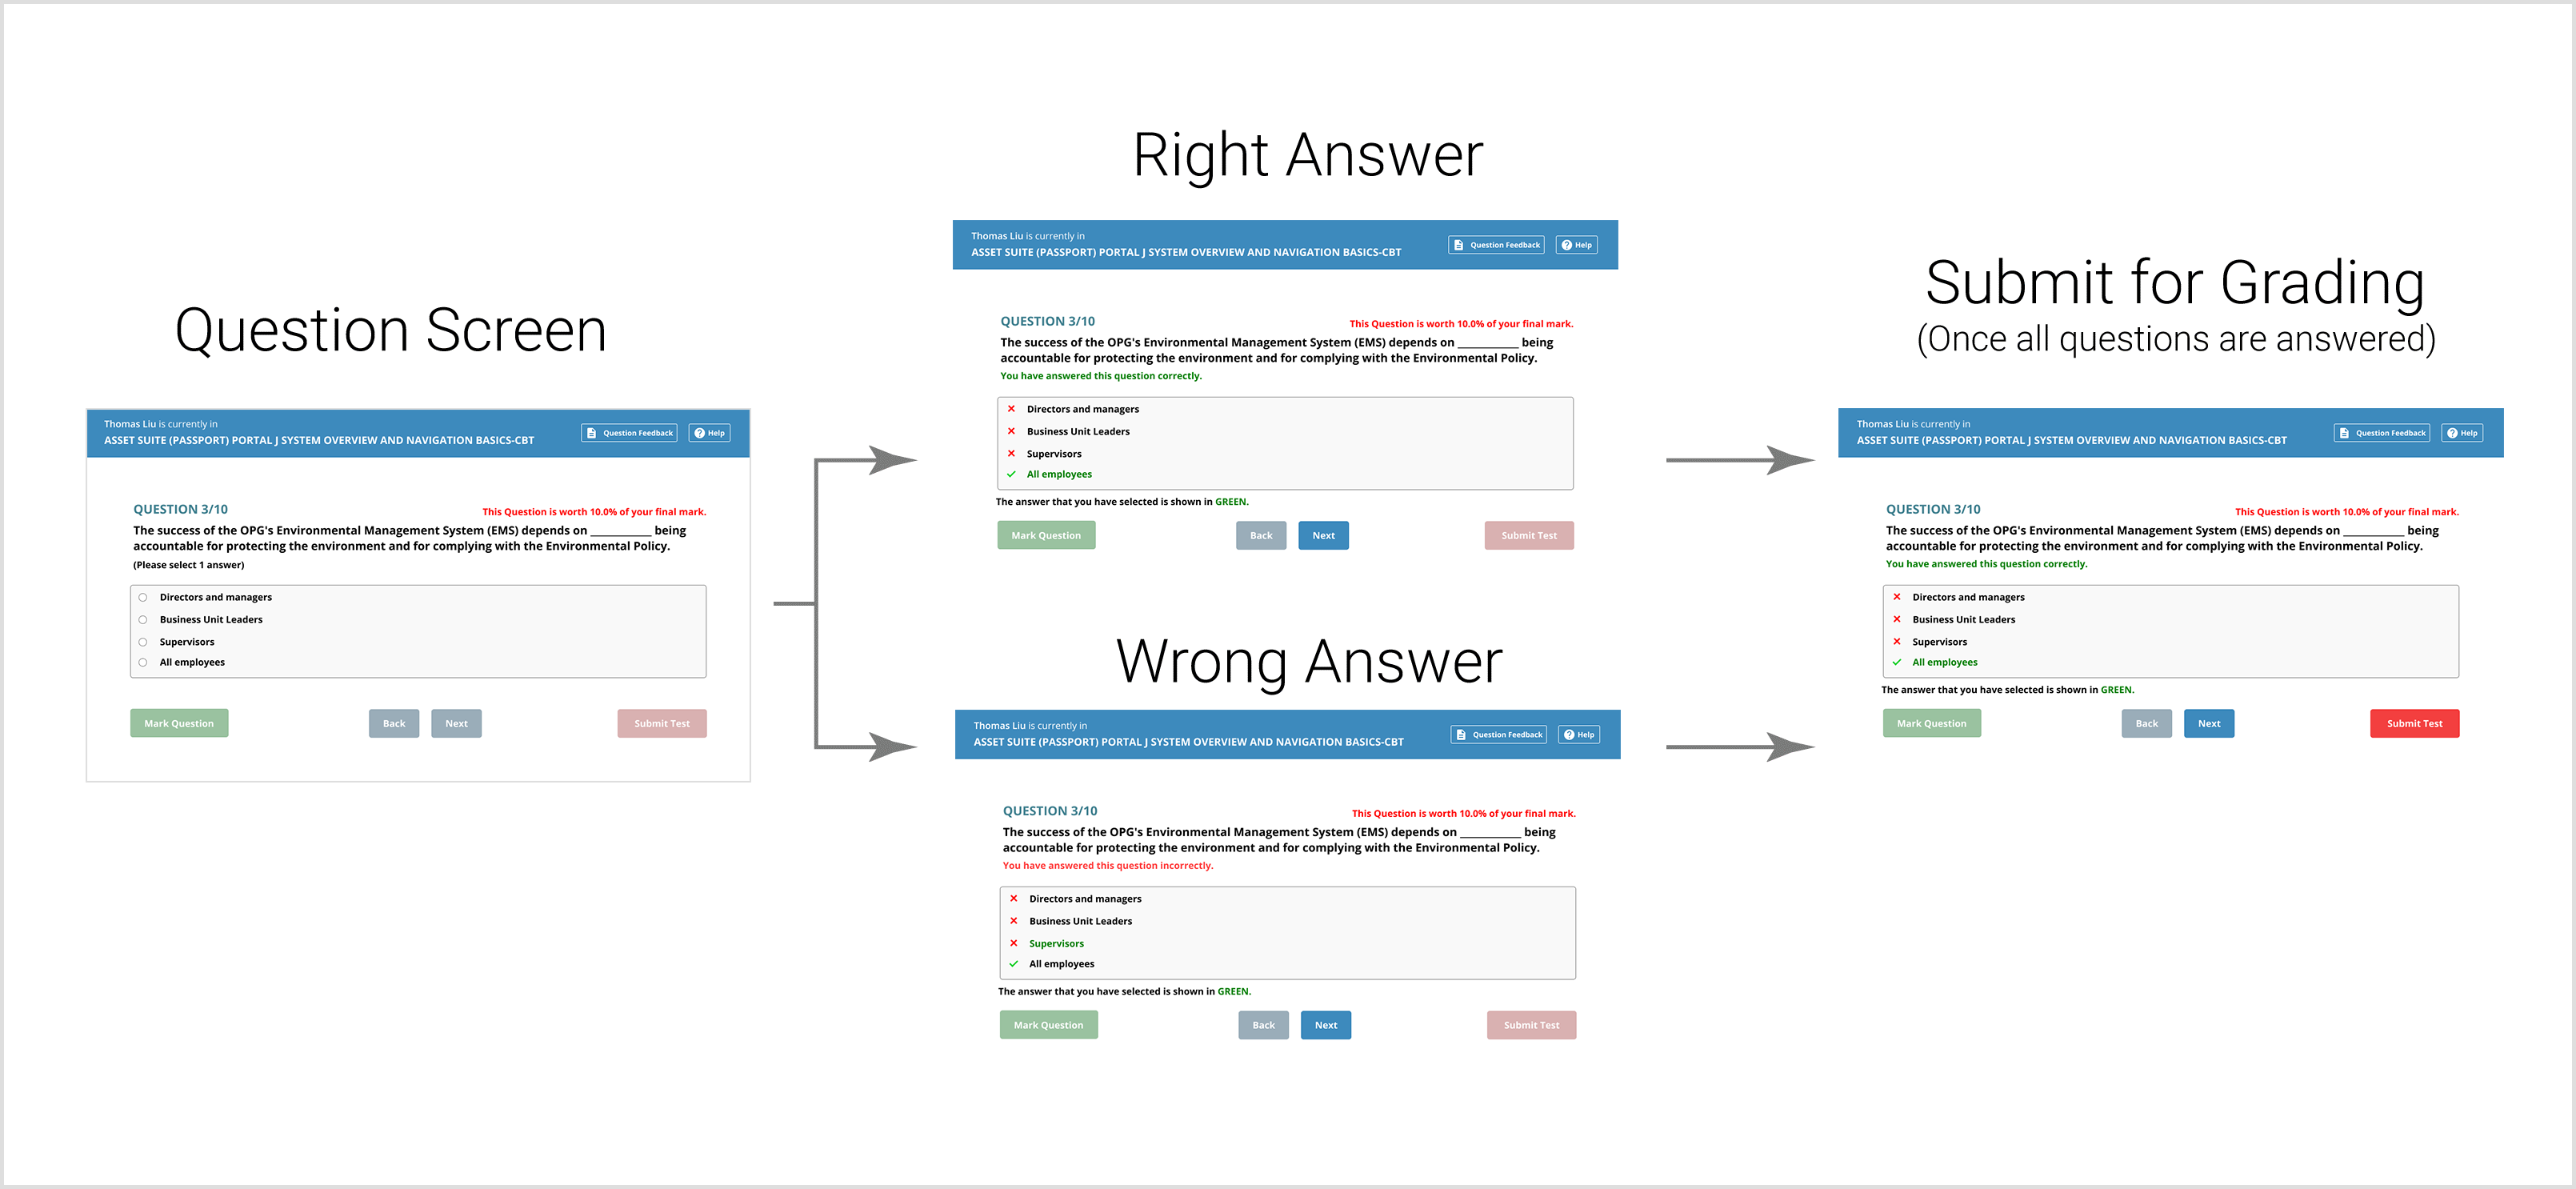 Question Screen
Thomas Liu is currently in
ASSET SUITE (PASSPORT) PORTAL J SYSTEM OVERVIEW AND NAVIGATION BASICS-CBT
Question Feedback
Help
QUESTION 3/10
This Question is worth 10.0% of your final mark.
The success of the OPG's Environmental Management System (EMS) depends on ____________ being
accountable for protecting the environment and for complying with the Environmental Policy.
(Please select 1 answer)
Directors and managers
Business Unit Leaders
Supervisors
All employees
Mark Question
Back
Next
Submit Test
Right Answer
Thomas Liu is currently in
ASSET SUITE (PASSPORT) PORTAL J SYSTEM OVERVIEW AND NAVIGATION BASICS-CBT
Question Feedback
Help
QUESTION 3/10
This Question is worth 10.0% of your final mark.
The success of the OPG's Environmental Management System (EMS) depends on ____________ being
accountable for protecting the environment and for complying with the Environmental Policy.
You have answered this question correctly.
Directors and managers
Business Unit Leaders
Supervisors
All employees
The answer that you have selected is shown in GREEN.
Mark Question
Back
Next
Submit Test
Wrong Answer
Thomas Liu is currently in
ASSET SUITE (PASSPORT) PORTAL J SYSTEM OVERVIEW AND NAVIGATION BASICS-CBT
Question Feedback
Help
QUESTION 3/10
This Question is worth 10.0% of your final mark.
The success of the OPG's Environmental Management System (EMS) depends on ____________ being
accountable for protecting the environment and for complying with the Environmental Policy.
You have answered this question incorrectly.
Directors and managers
Business Unit Leaders
Supervisors
All employees
The answer that you have selected is shown in GREEN.
Mark Question
Back
Next
Submit Test
Submit for Grading
(Once all questions are answered)
Thomas Liu is currently in
ASSET SUITE (PASSPORT) PORTAL J SYSTEM OVERVIEW AND NAVIGATION BASICS-CBT
Question Feedback
Help
QUESTION 3/10
This Question is worth 10.0% of your final mark.
The success of the OPG's Environmental Management System (EMS) depends on ____________ being
accountable for protecting the environment and for complying with the Environmental Policy.
You have answered this question correctly.
Directors and managers
Business Unit Leaders
Supervisors
All employees
The answer that you have selected is shown in GREEN.
Mark Question
Back
Next
Submit Test